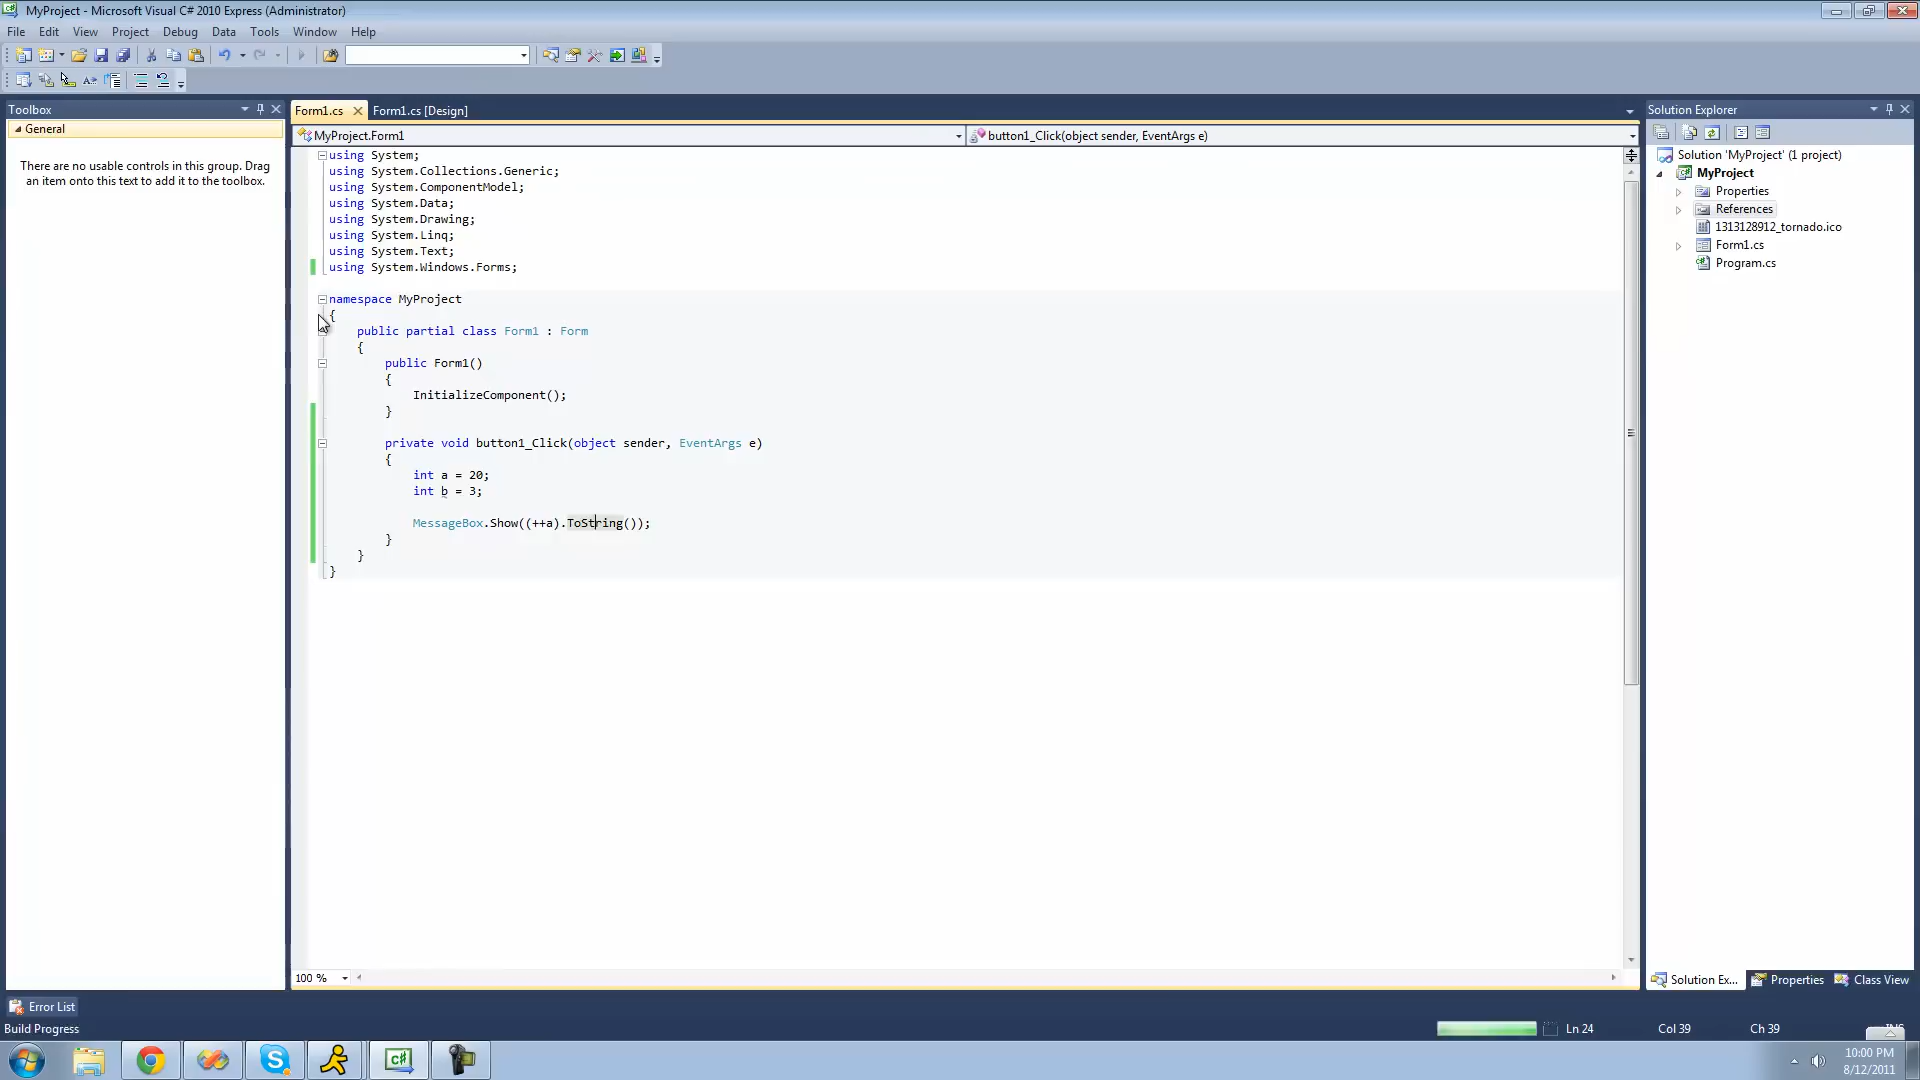 MyProject - Microsoft Visual C# 2010 Express (Administrator)
File Edit View Project Debug Data Tools Window Help
Toolbox
General
There are no usable controls in this group. Drag
an item onto this text to add it to the toolbox.
Form1.cs Form1.cs [Design]
MyProject.Form1 button1_Click(object sender, EventArgs e)
using System;
using System.Collections.Generic;
using System.ComponentModel;
using System.Data;
using System.Drawing;
using System.Linq;
using System.Text;
using System.Windows.Forms;
namespace MyProject
{
public partial class Form1 : Form
{
public Form1()
{
InitializeComponent();
}
private void button1_Click(object sender, EventArgs e)
{
int a = 20;
int b = 3;
MessageBox.Show((++a).ToString());
}
}
}
100 %
Solution Explorer
Solution 'MyProject' (1 project)
MyProject
Properties
References
1313128912_tornado.ico
Form1.cs
Program.cs
Solution Ex... Properties Class View
Error List
Build Progress Ln 24 Col 39 Ch 39
C#
10:00 PM
8/12/2011